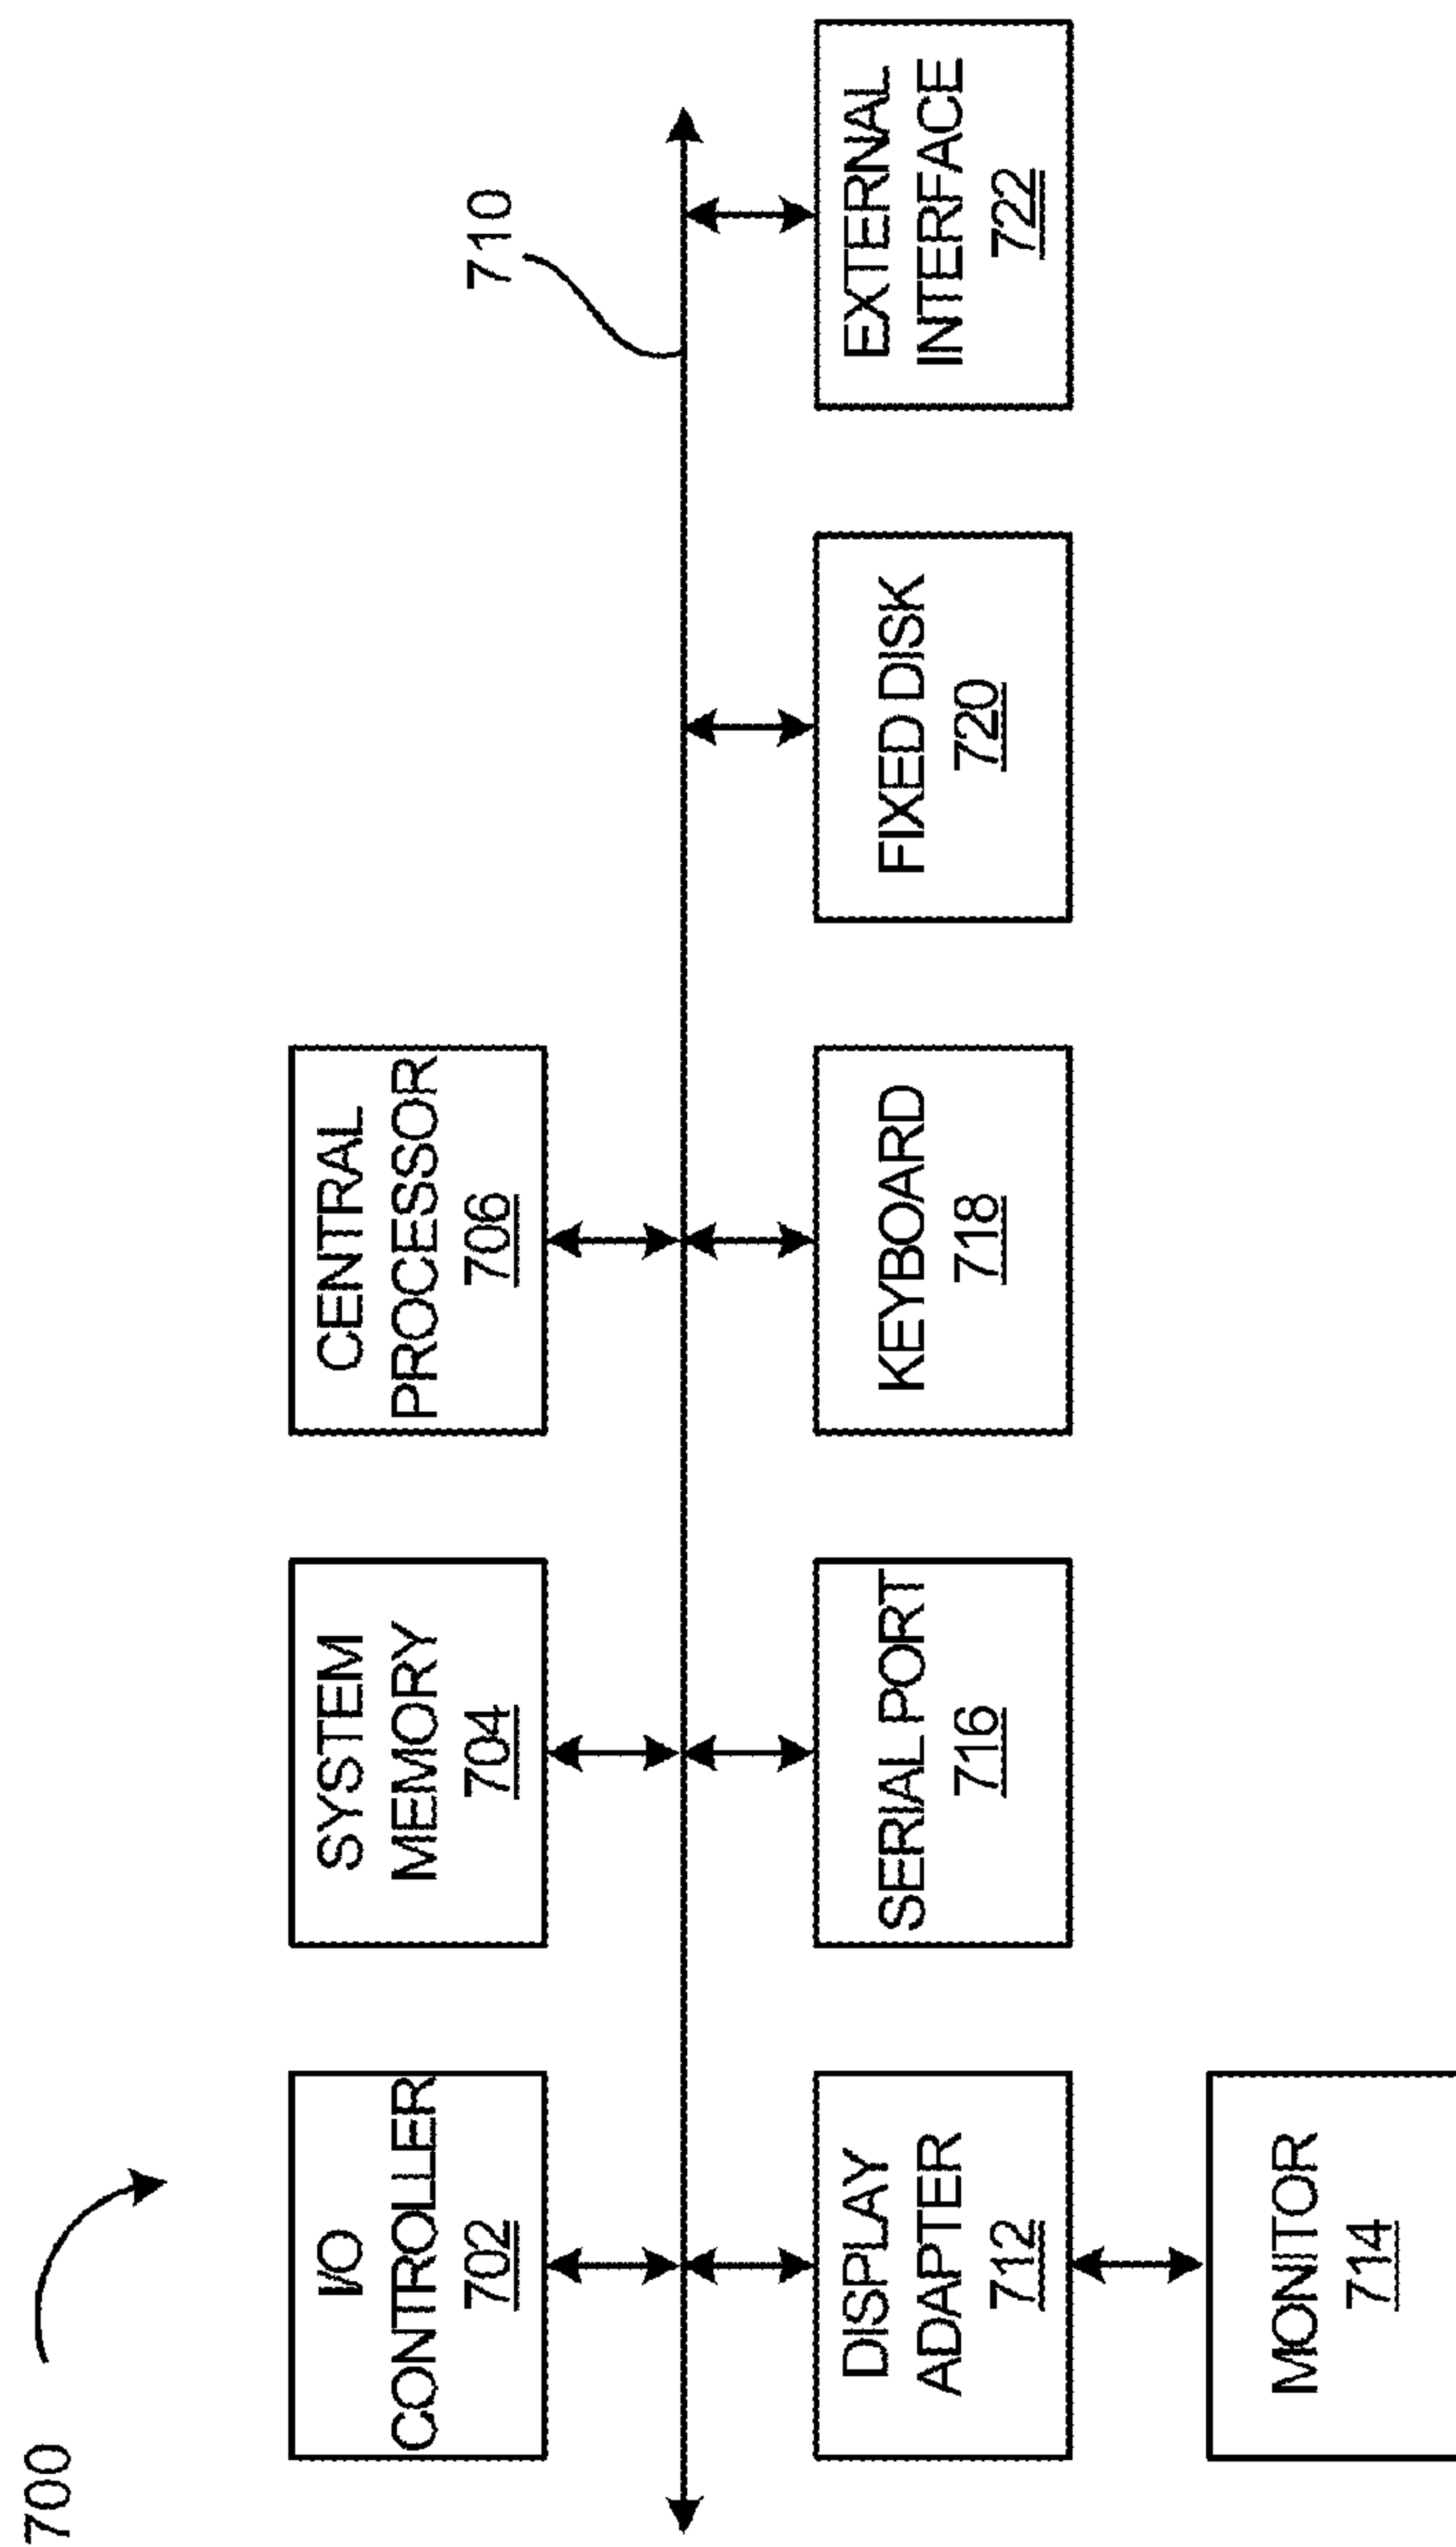 700
I/O
CONTROLLER
702
SYSTEM
MEMORY
704
CENTRAL
PROCESSOR
706
710
DISPLAY
ADAPTER
712
SERIAL PORT
716
KEYBOARD
718
FIXED DISK
720
EXTERNAL
INTERFACE
722
MONITOR
714